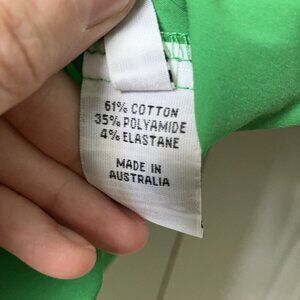 61% COTTON
35% POLYAMIDE
4% ELASTANE
MADE IN
AUSTRALIA